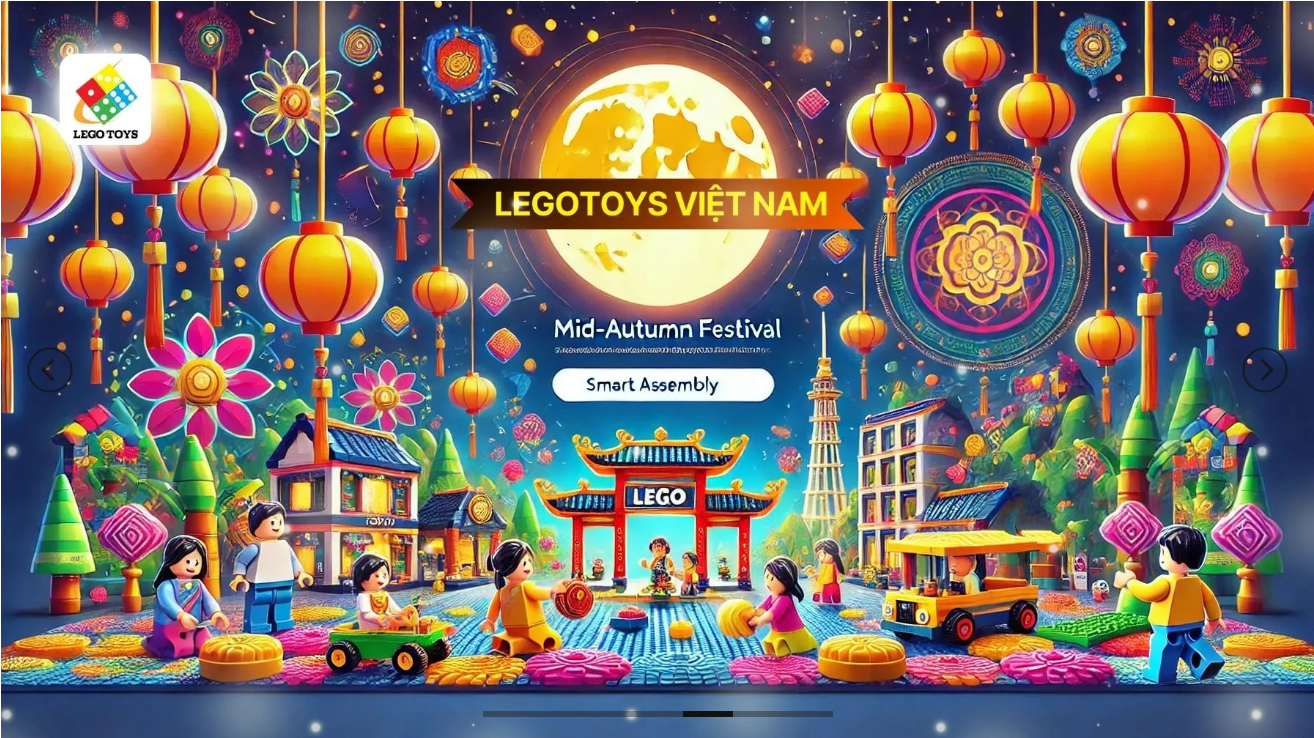 LEGO TOYS
LEGOTOYS VIỆT NAM
Mid-Autumn Festival
Smart Assembly
LEGO